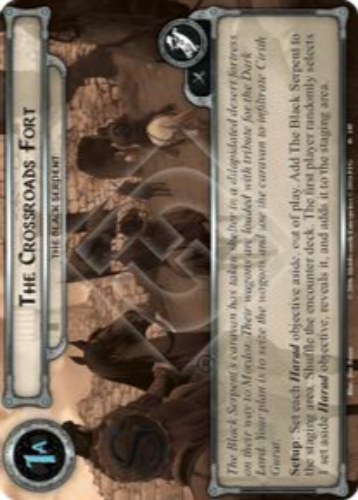 1A
THE CROSSROADS FORT
THE BLACK SERPENT
The Black Serpent's caravan has taken shelter in a dilapidated desert fortress
on their way to Mordor. Their wagons are loaded with tribute for the Dark
Lord. Your plan is to seize the wagons and use the caravan to infiltrate Cirith
Gurat.
Setup: Set each Harad objective aside, out of play. Add The Black Serpent to
the staging area. Shuffle the encounter deck. The first player randomly selects
1 set aside Harad objective, reveals it, and adds it to the staging area.